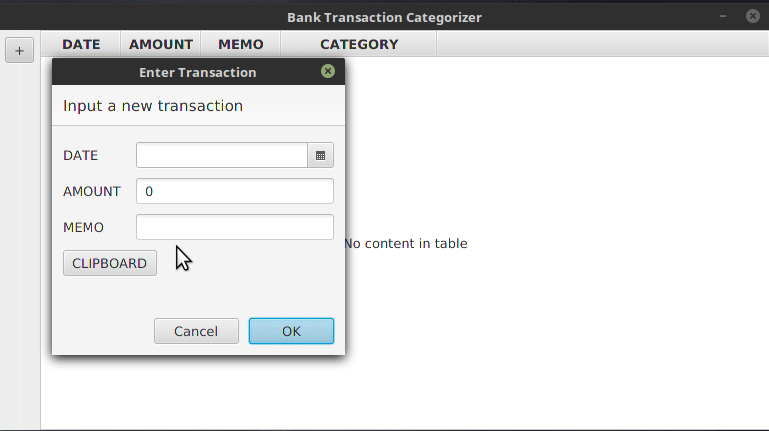 Bank Transaction Categorizer
+
DATE AMOUNT MEMO CATEGORY
Enter Transaction
Input a new transaction
DATE
AMOUNT 0
MEMO
No content in table
CLIPBOARD
Cancel OK